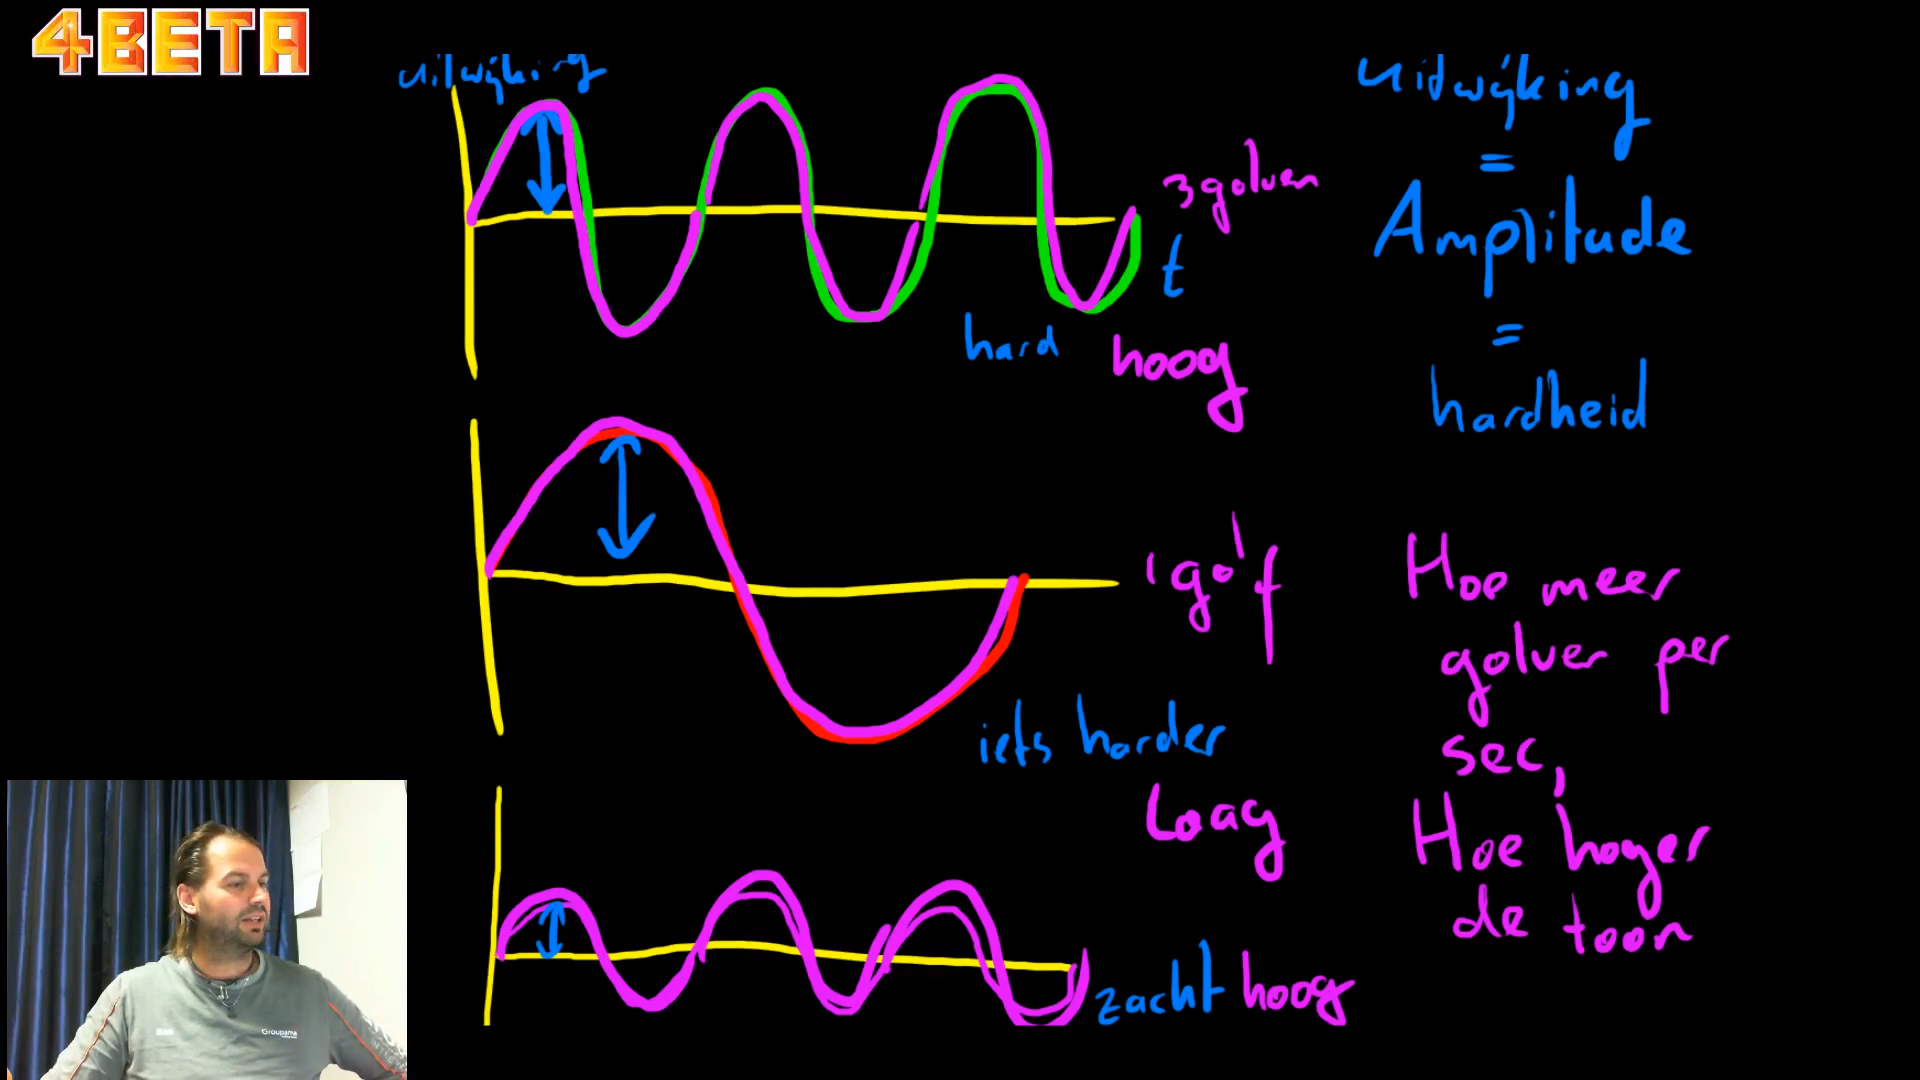 4BETA
uitwijking
3 golven
t
hard hoog
1 golf
iets harder
Laag
zacht hoog
uitwijking
=
Amplitude
=
hardheid
Hoe meer
golven per
sec,
Hoe hoger
de toon
Groupama